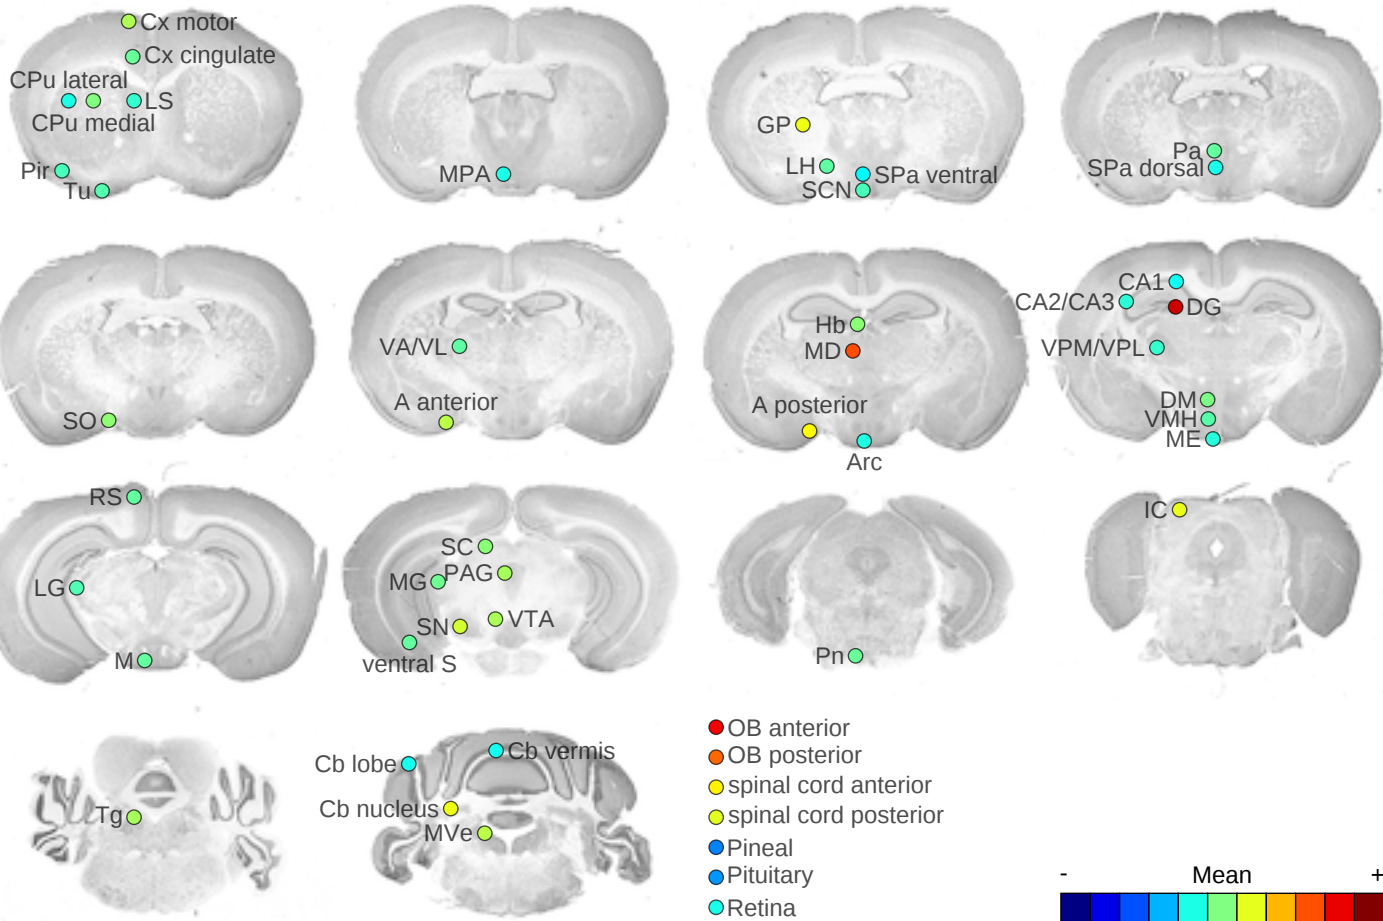 Cx motor
Cx cingulate
CPu lateral
LS
CPu medial
Pir
Tu
MPA
GP
LH
SPa ventral
SCN
Pa
SPa dorsal
SO
VA/VL
A anterior
Hb
MD
A posterior
Arc
CA1
CA2/CA3
DG
VPM/VPL
DM
VMH
ME
RS
LG
M
SC
PAG
MG
VTA
SN
ventral S
Pn
IC
Tg
Cb vermis
Cb lobe
Cb nucleus
MVe
OB anterior
OB posterior
spinal cord anterior
spinal cord posterior
Pineal
Pituitary
Retina
- Mean +